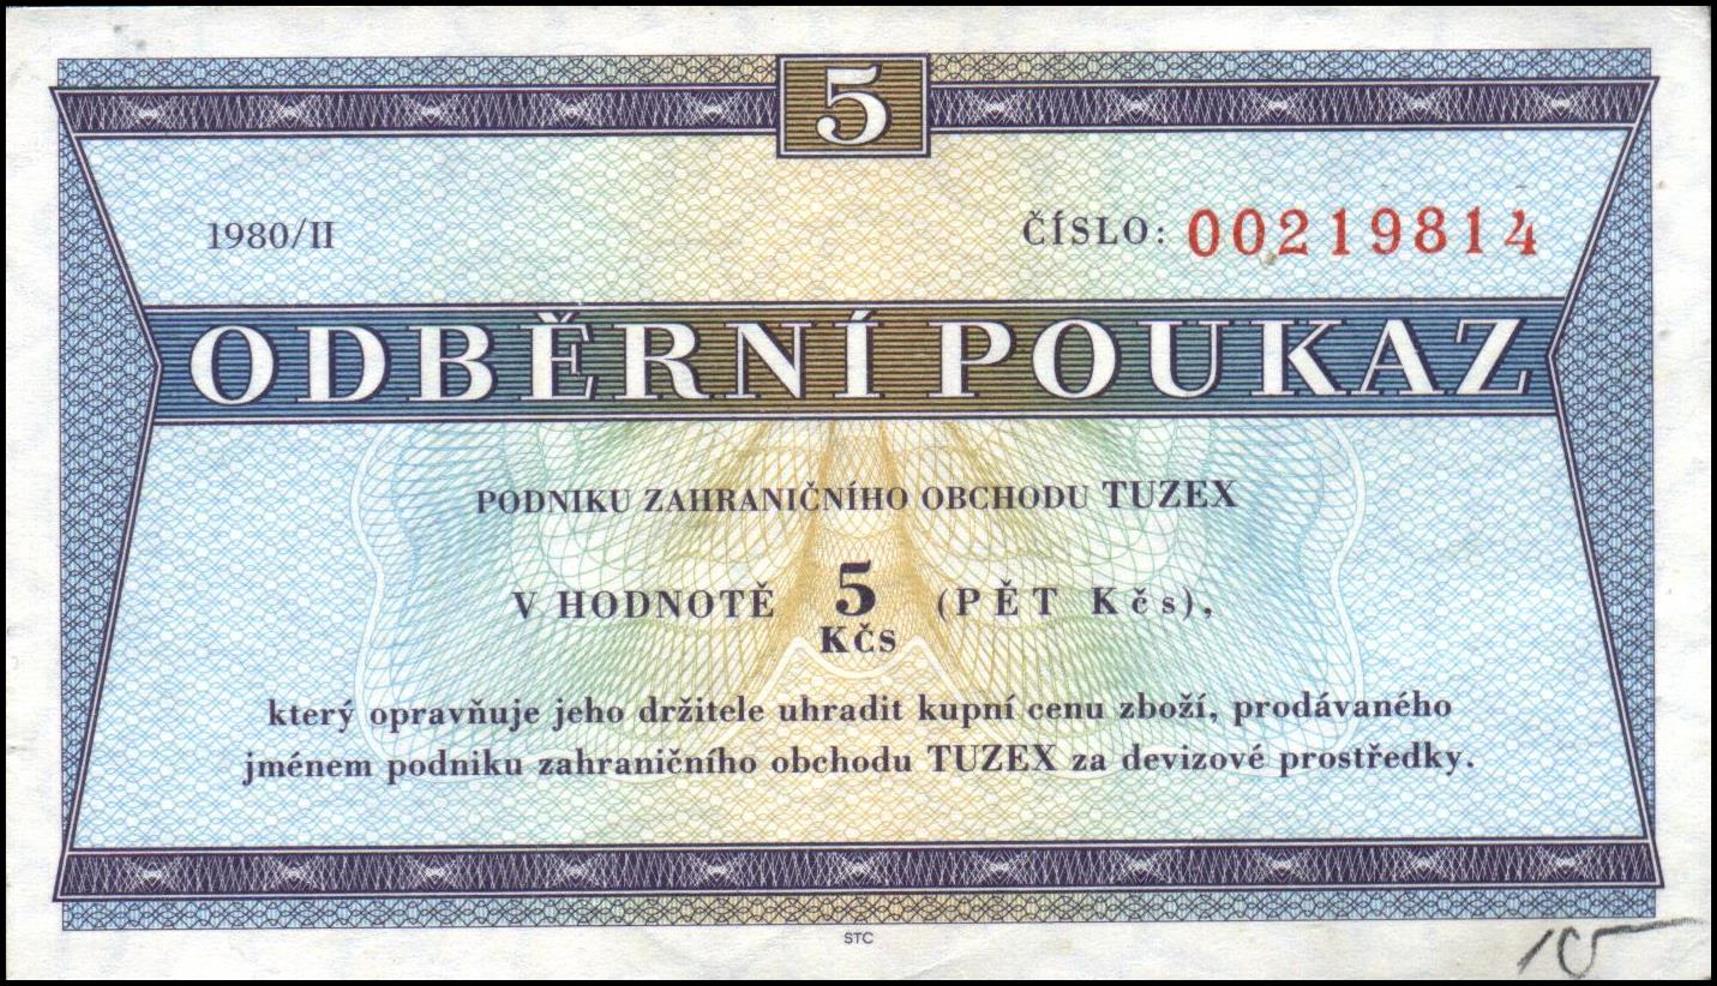 5
1980/II
ČÍSLO: 00219814
ODBĚRNÍ POUKAZ
PODNIKU ZAHRANIČNÍHO OBCHODU TUZEX
V HODNOTĚ 5 KČS (PĚT Kčs),
který opravňuje jeho držitele uhradit kupní cenu zboží, prodávaného
jménem podniku zahraničního obchodu TUZEX za devizové prostředky.
STC